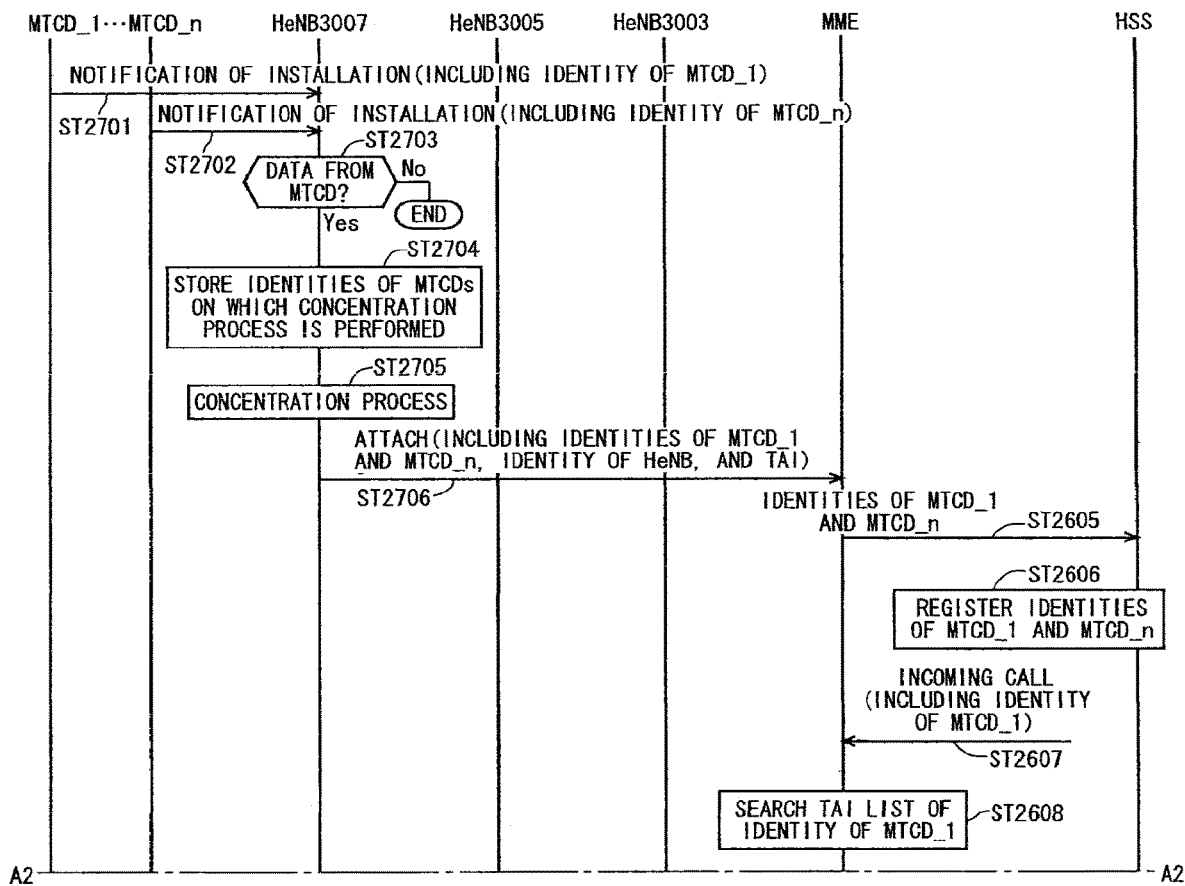 MTCD_1···MTCD_n HeNB3007 HeNB3005 HeNB3003 MME HSS
NOTIFICATION OF INSTALLATION(INCLUDING IDENTITY OF MTCD_1)
ST2701
NOTIFICATION OF INSTALLATION(INCLUDING IDENTITY OF MTCD_n)
ST2702
ST2703
DATA FROM
MTCD?
No
END
Yes
ST2704
STORE IDENTITIES OF MTCDs
ON WHICH CONCENTRATION
PROCESS IS PERFORMED
ST2705
CONCENTRATION PROCESS
ATTACH(INCLUDING IDENTITIES OF MTCD_1
AND MTCD_n, IDENTITY OF HeNB, AND TAI)
ST2706
IDENTITIES OF MTCD_1
AND MTCD_n
ST2605
ST2606
REGISTER IDENTITIES
OF MTCD_1 AND MTCD_n
INCOMING CALL
(INCLUDING IDENTITY
OF MTCD_1)
ST2607
SEARCH TAI LIST OF
IDENTITY OF MTCD_1
ST2608
A2 A2